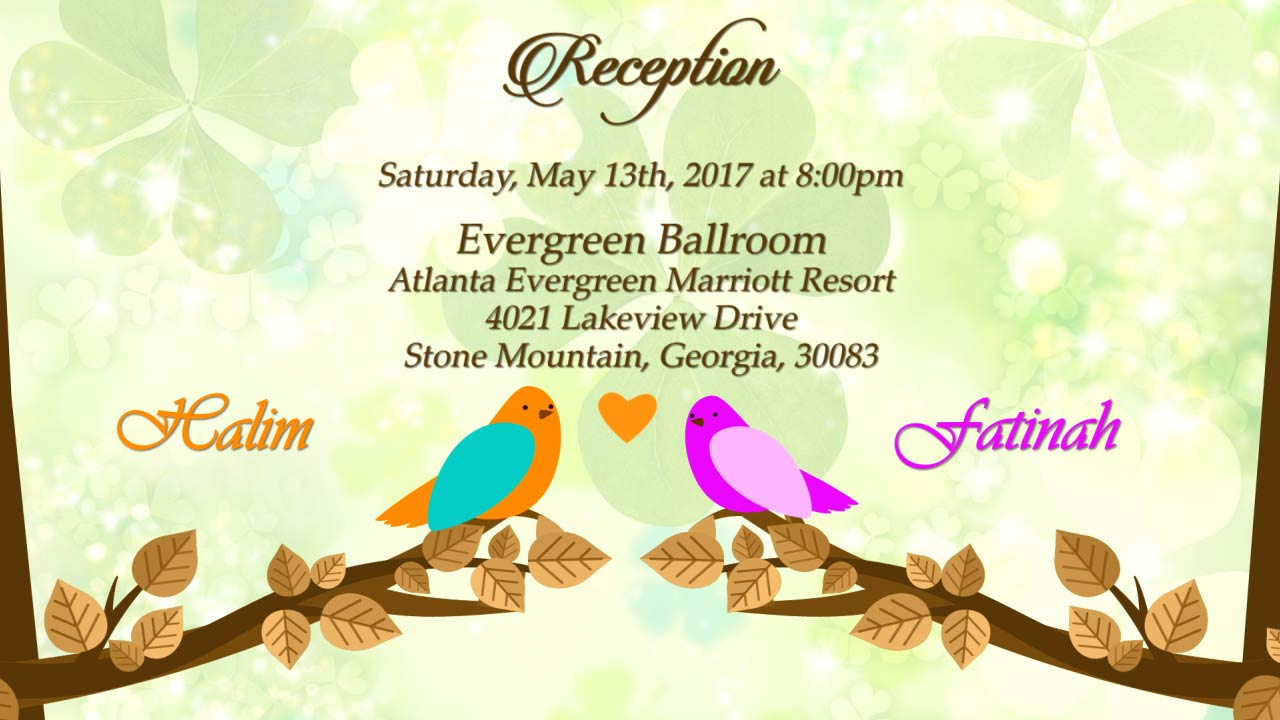 Reception
Saturday, May 13th, 2017 at 8:00pm
Evergreen Ballroom
Atlanta Evergreen Marriott Resort
4021 Lakeview Drive
Stone Mountain, Georgia, 30083
Halim
Fatinah